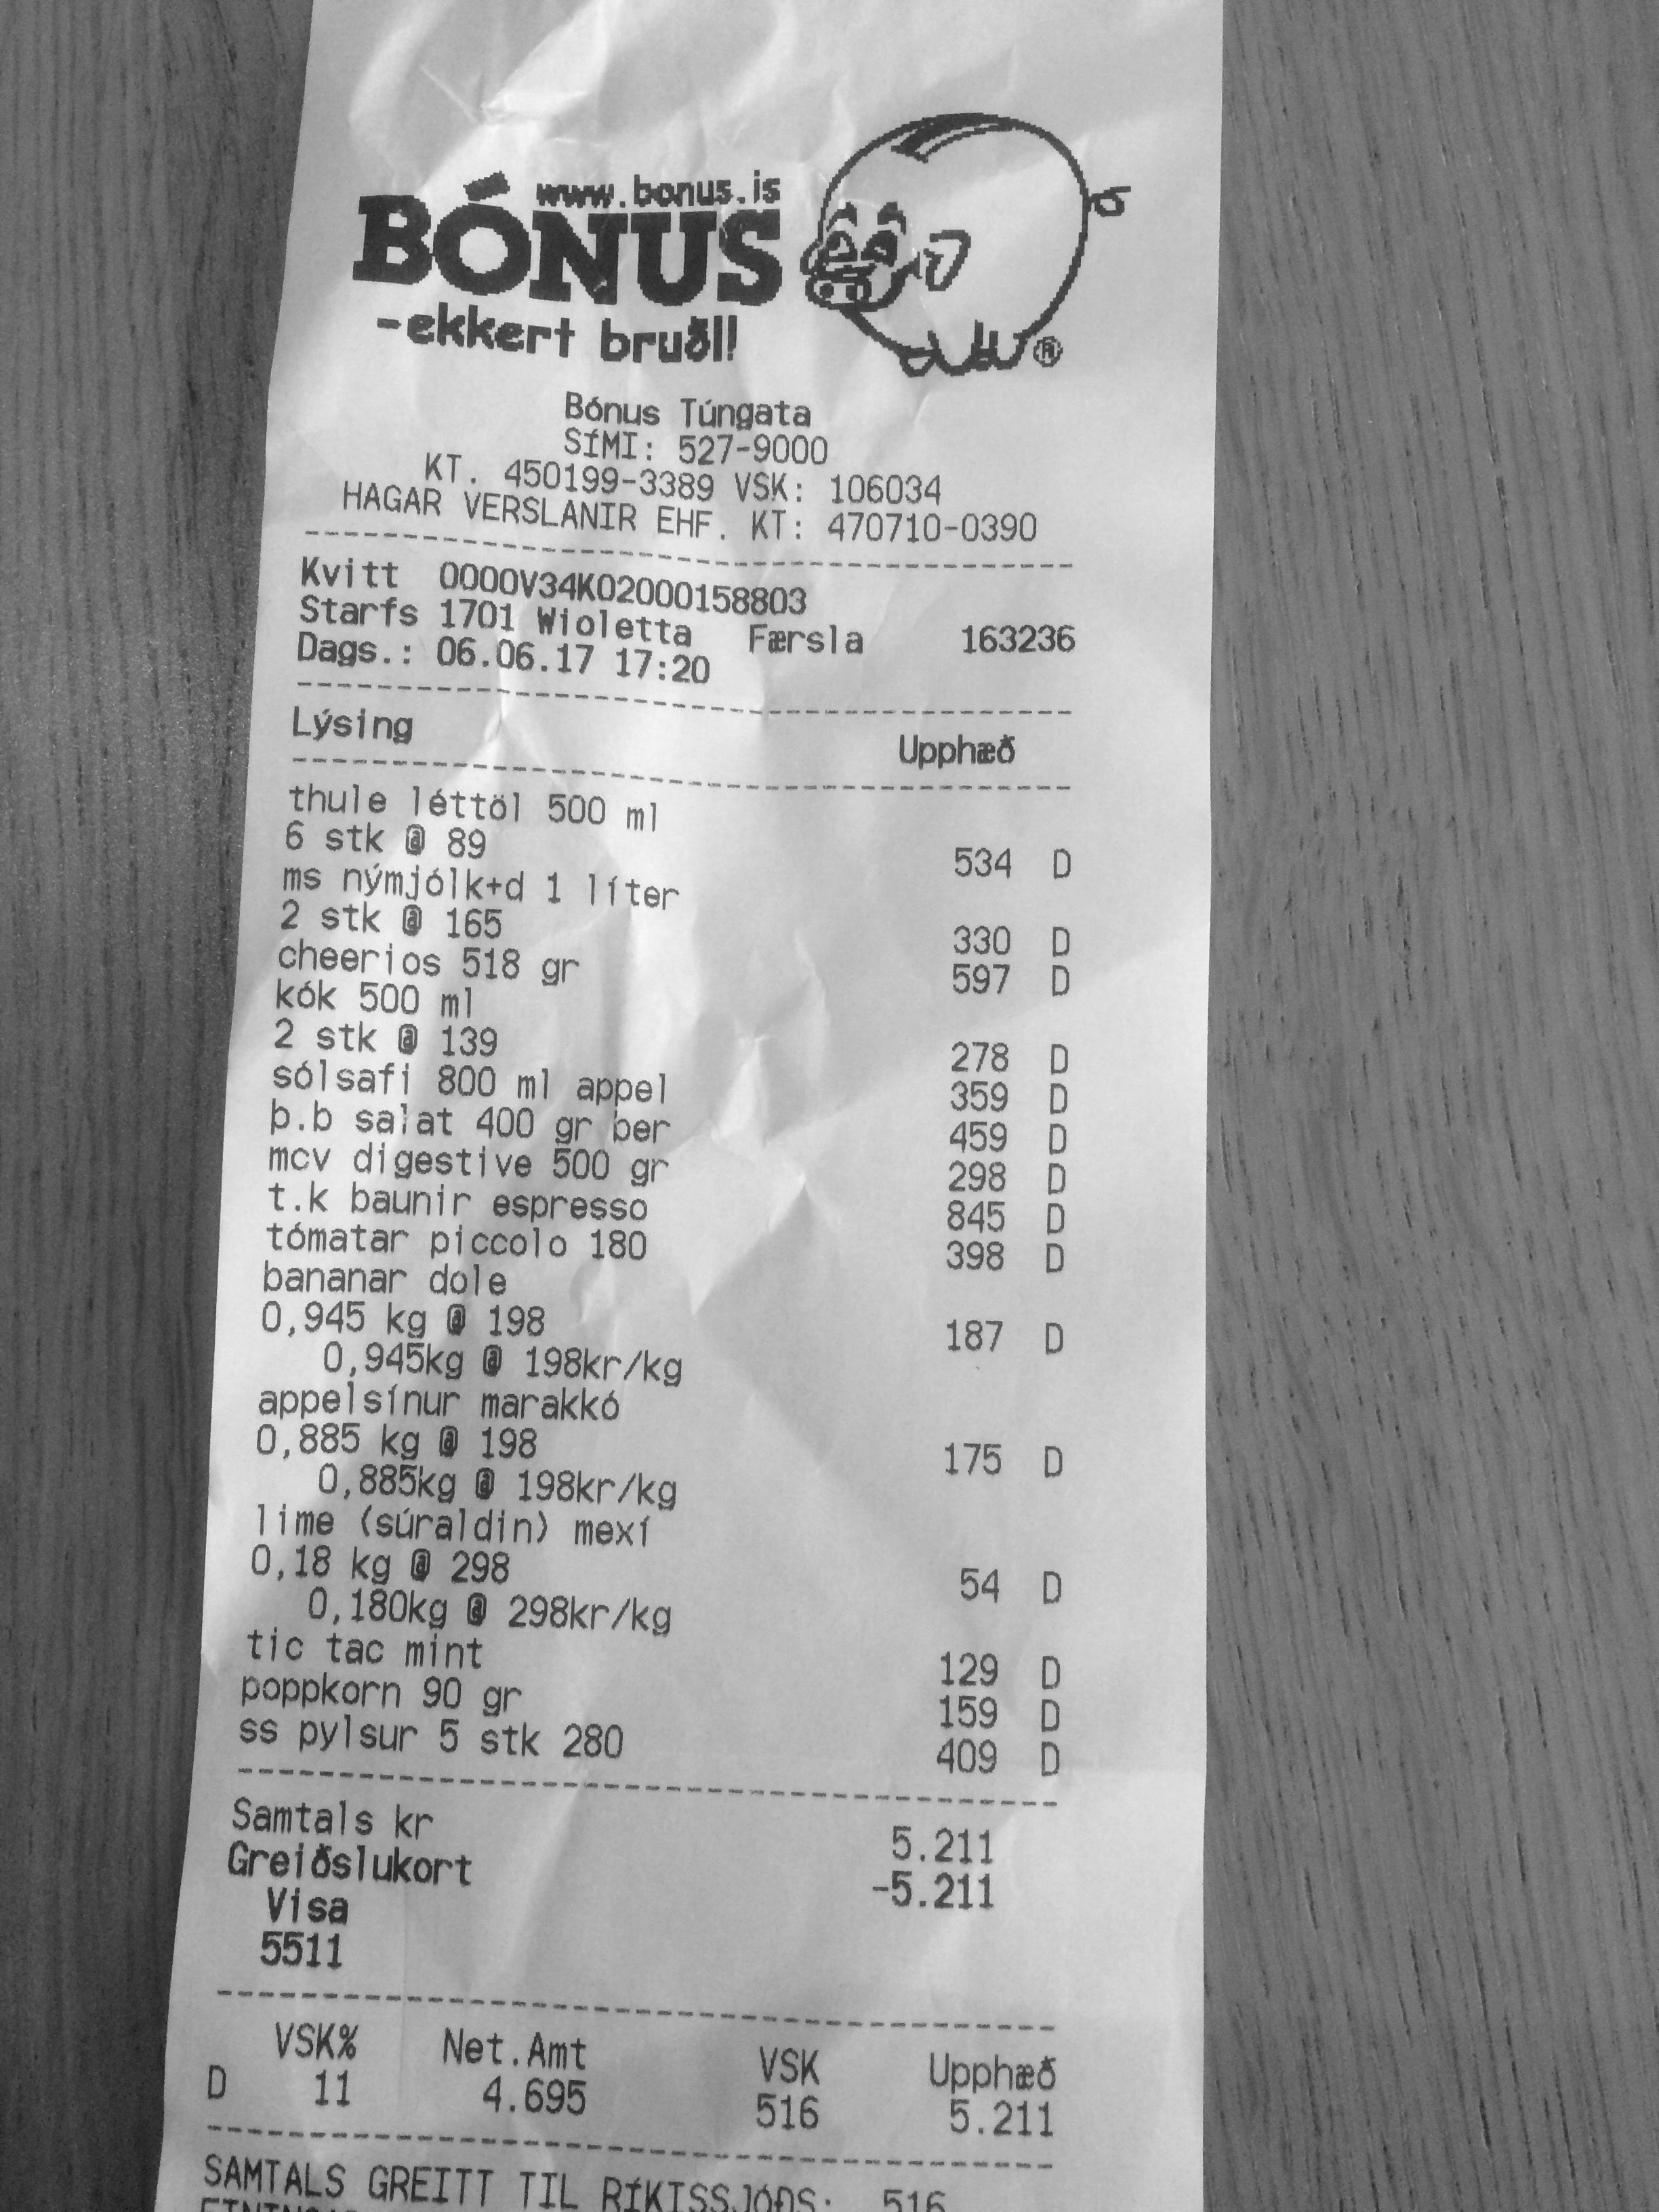 www.bonus.is
BÓNUS
-ekkert bruðl!
®
Bónus Túngata
SÍMI: 527-9000
KT. 450199-3389 VSK: 106034
HAGAR VERSLANIR EHF. KT: 470710-0390
Kvitt 0000V34K02000158803
Starfs 1701 Wioletta Færsla 163236
Dags.: 06.06.17 17:20
Lýsing Upphæð
thule léttöl 500 ml
6 stk @ 89 534 D
ms nýmjólk+d 1 líter
2 stk @ 165 330 D
cheerios 518 gr 597 D
kók 500 ml
2 stk @ 139 278 D
sólsafi 800 ml appel 359 D
þ.b salat 400 gr ber 459 D
mcv digestive 500 gr 298 D
t.k baunir espresso 845 D
tómatar piccolo 180 398 D
bananar dole
0,945 kg @ 198 187 D
0,945kg @ 198kr/kg
appelsínur marakkó
0,885 kg @ 198 175 D
0,885kg @ 198kr/kg
lime (súraldin) mexí
0,18 kg @ 298 54 D
0,180kg @ 298kr/kg
tic tac mint 129 D
poppkorn 90 gr 159 D
ss pylsur 5 stk 280 409 D
Samtals kr 5.211
Greiðslukort -5.211
Visa
5511
VSK% Net.Amt VSK Upphæð
D 11 4.695 516 5.211
SAMTALS GREITT TIL RÍKISSJÓÐS: 516